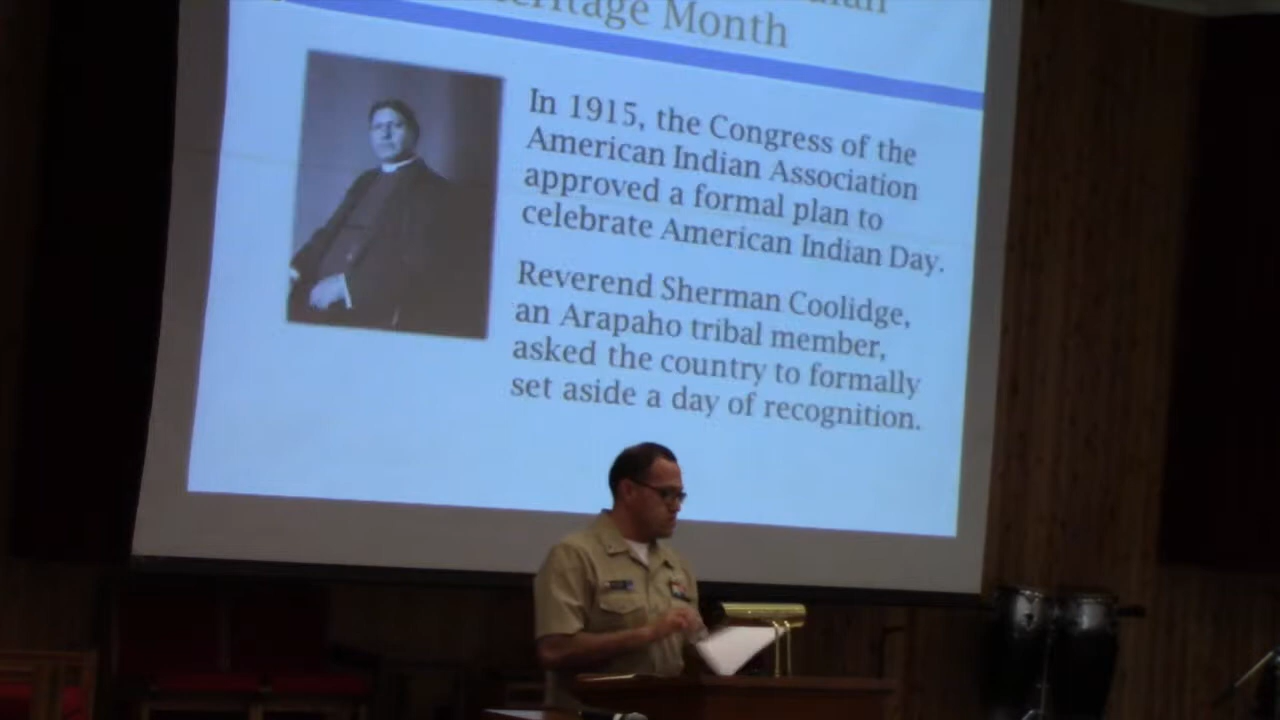 Heritage Month
In 1915, the Congress of the
American Indian Association
approved a formal plan to
celebrate American Indian Day.
Reverend Sherman Coolidge,
an Arapaho tribal member,
asked the country to formally
set aside a day of recognition.